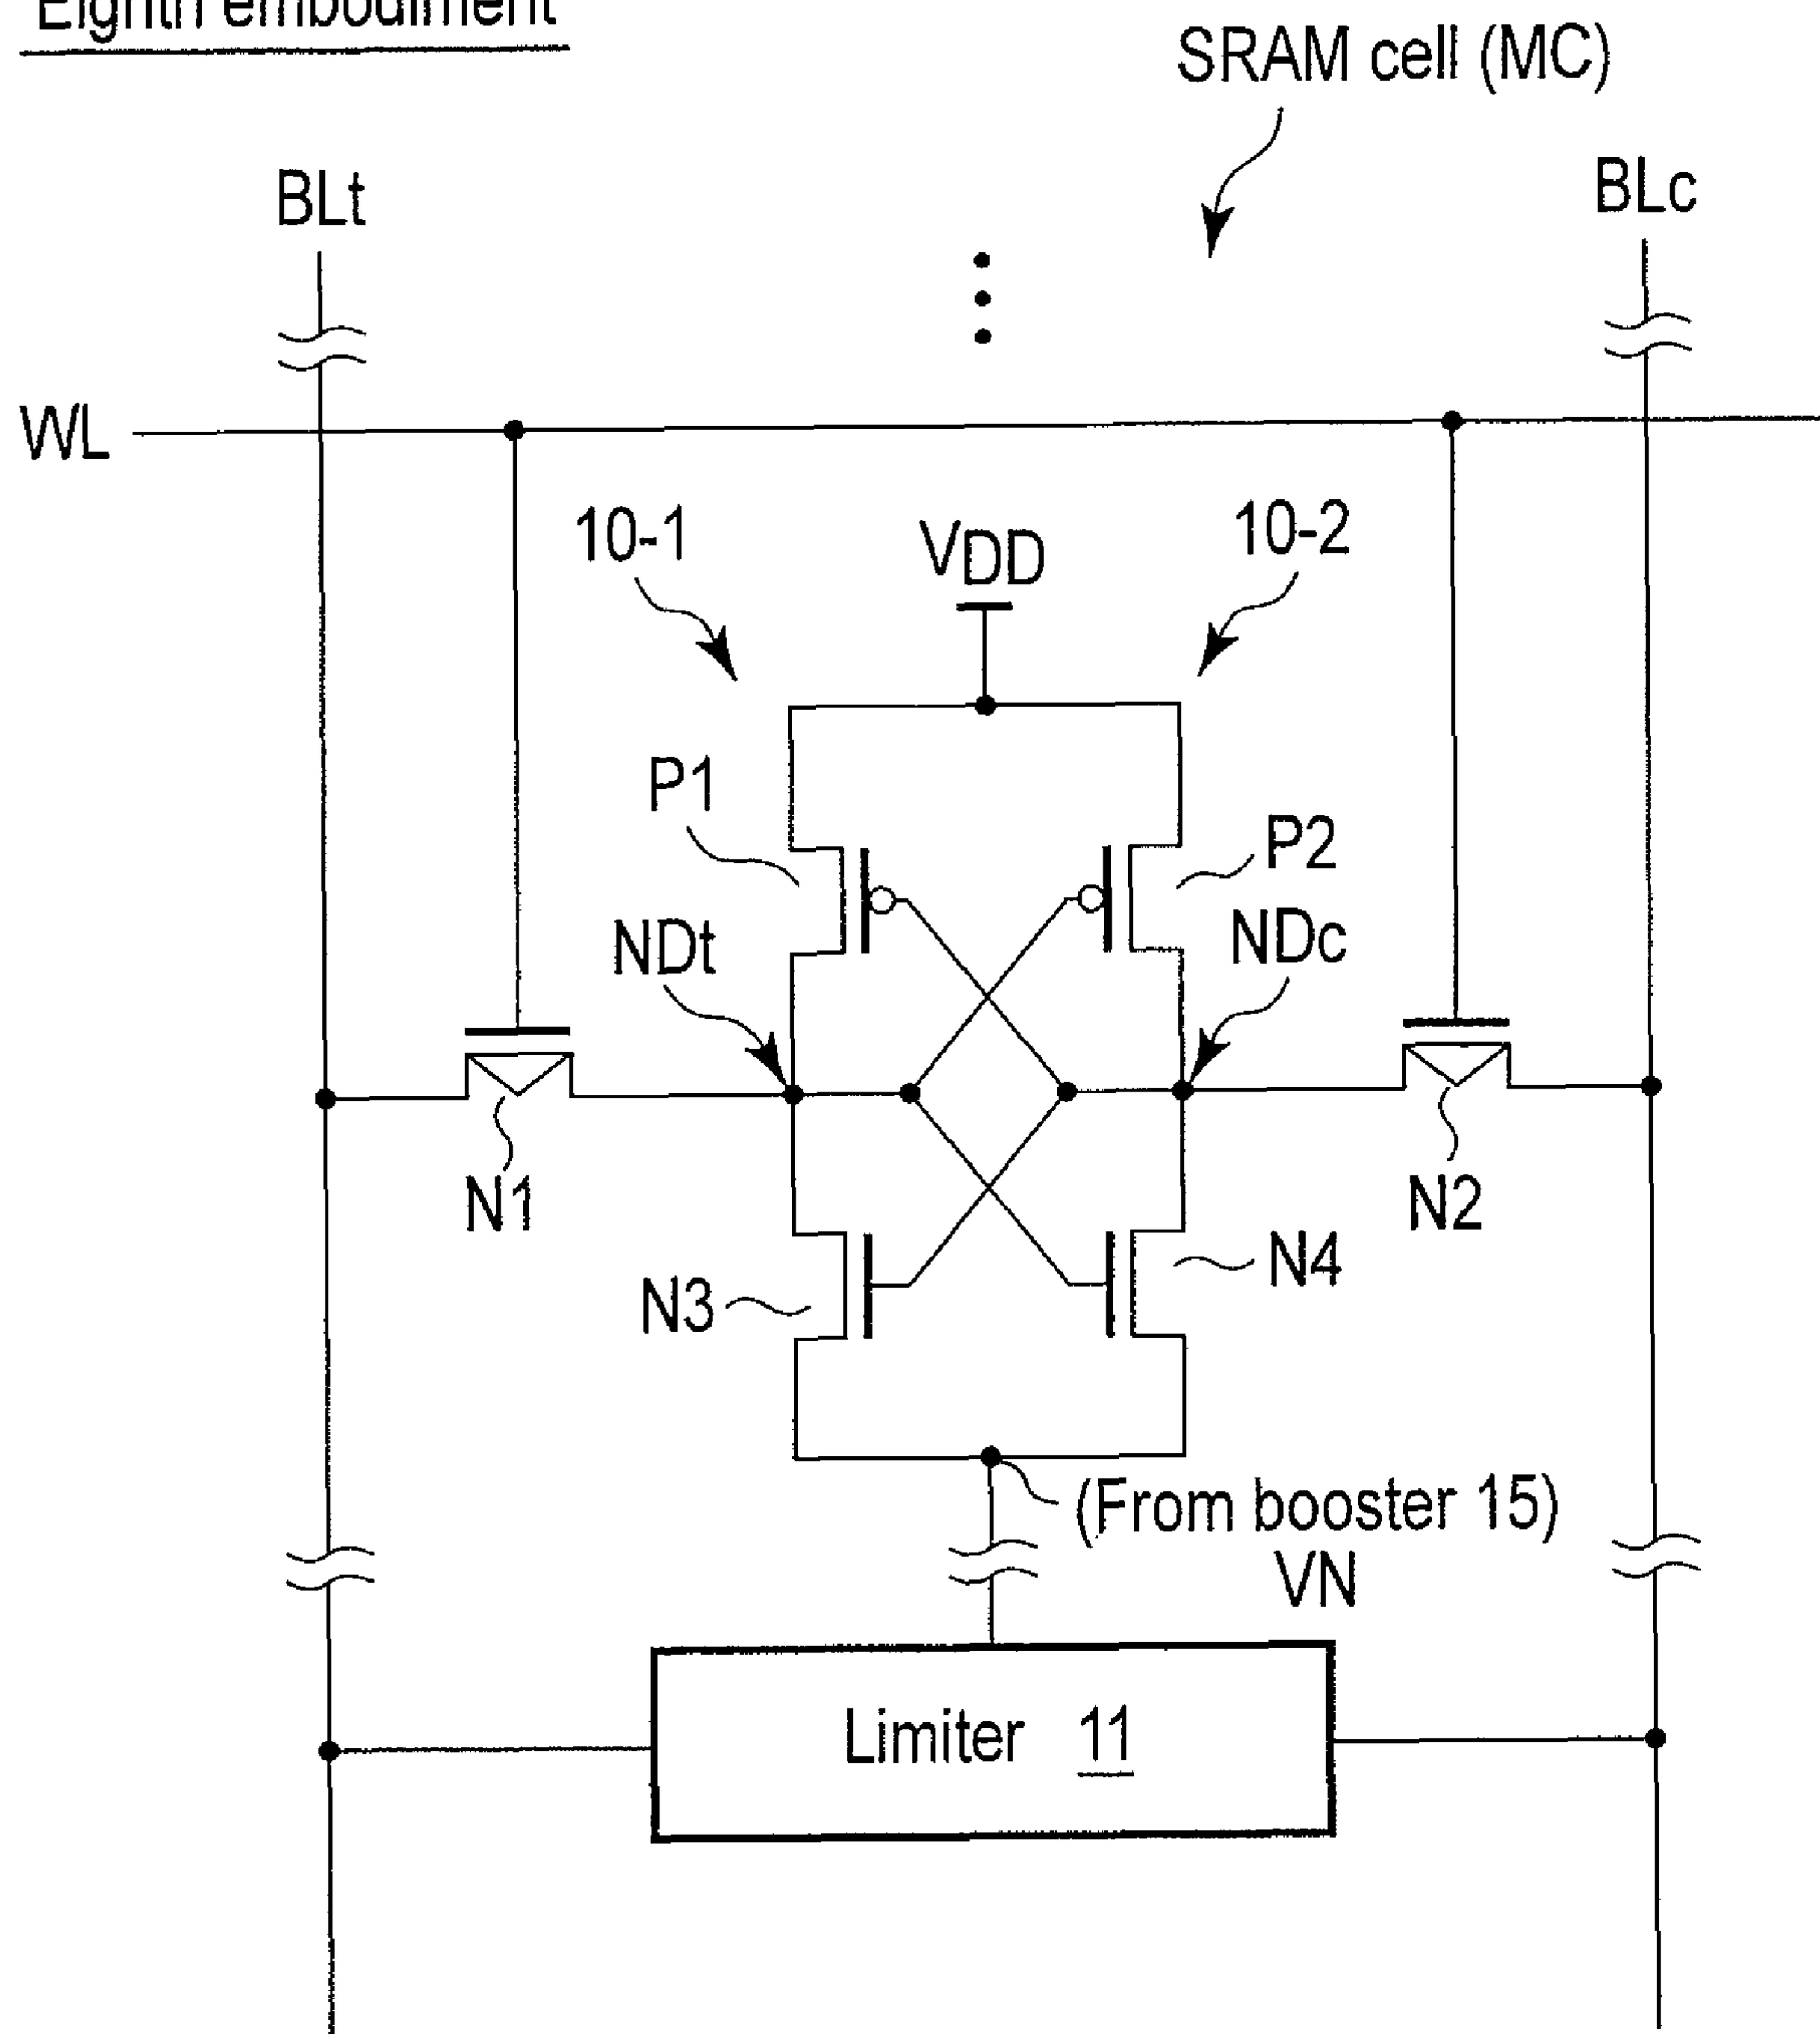 Eighth embodiment
SRAM cell (MC)
BLt
BLc
WL
10-1
VDD
10-2
P1
P2
NDt
NDc
N1
N2
N3
N4
(From booster 15)
VN
Limiter 11